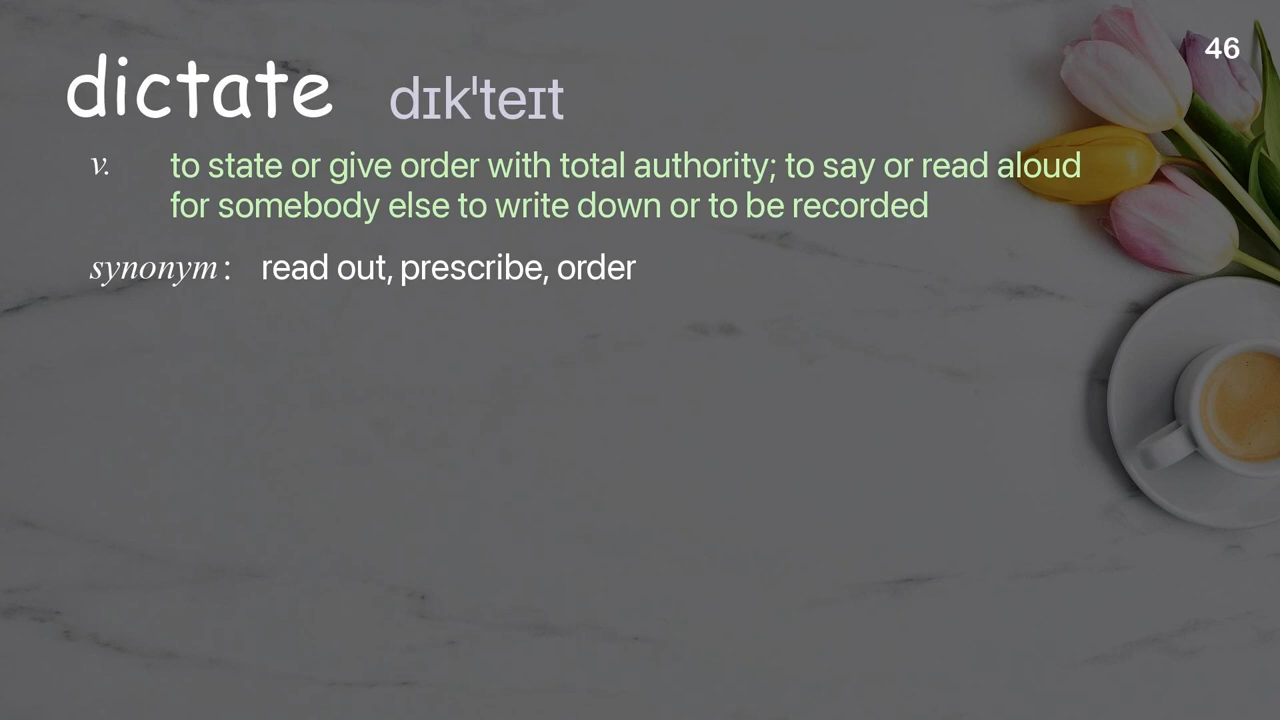 46
dictate dɪkˈteɪt
v. to state or give order with total authority; to say or read aloud
for somebody else to write down or to be recorded
synonym: read out, prescribe, order